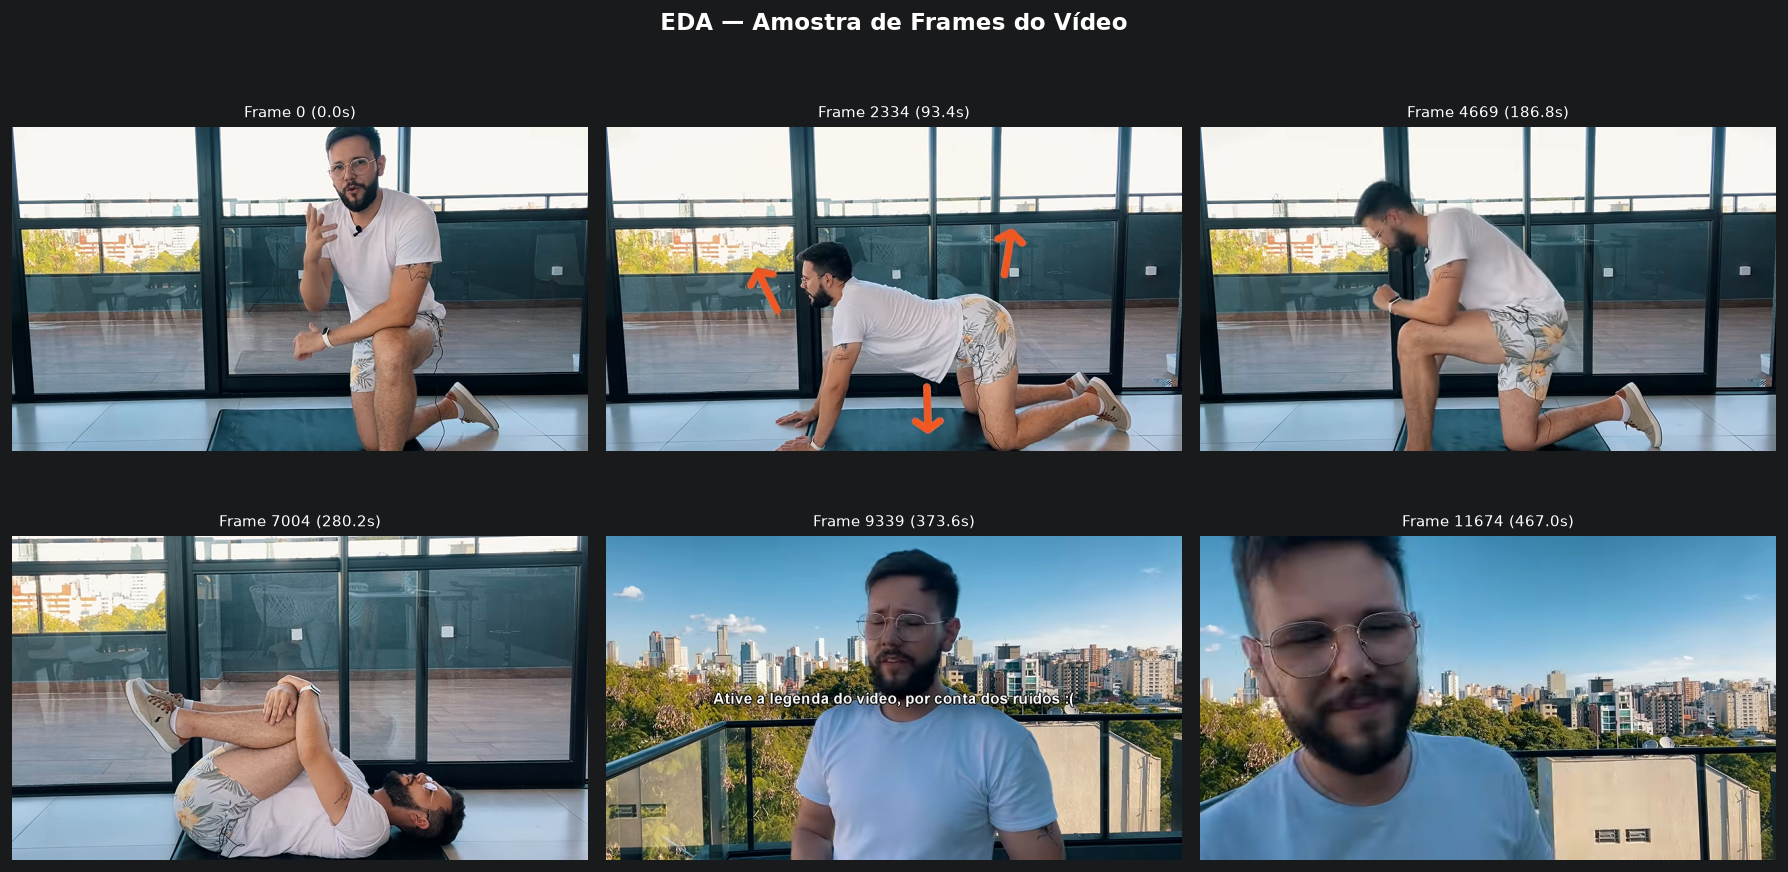 EDA — Amostra de Frames do Vídeo
Frame 0 (0.0s)
Frame 2334 (93.4s)
Frame 4669 (186.8s)
Frame 7004 (280.2s)
Frame 9339 (373.6s)
Frame 11674 (467.0s)
Ative a legenda do vídeo, por conta dos ruídos :(